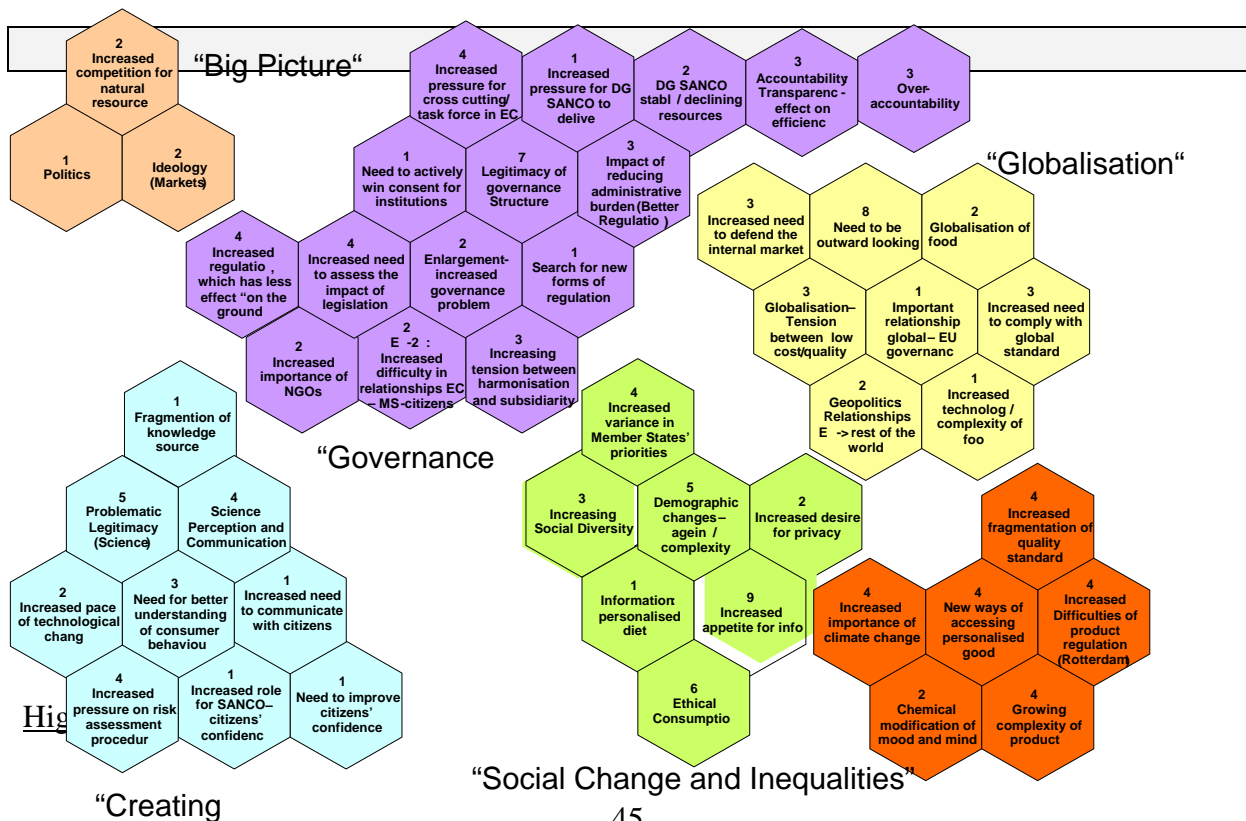 2
Increased
competition for
natural
resource
1
Politics
2
Ideology
(Markets)
“Big Picture“
4
Increased
pressure for
cross cutting/
task force in EC
1
Increased
pressure for DG
SANCO to
delive
2
DG SANCO
stabl / declining
resources
3
Accountability
Transparenc -
effect on
efficienc
3
Over-
accountability
1
Need to actively
win consent for
institutions
7
Legitimacy of
governance
Structure
3
Impact of
reducing
administrative
burden (Better
Regulatio )
4
Increased
regulatio ,
which has less
effect “on the
ground
4
Increased need
to assess the
impact of
legislation
2
Enlargement-
increased
governance
problem
1
Search for new
forms of
regulation
2
Increased
importance of
NGOs
2
E -2 :
Increased
difficulty in
relationships EC
– MS-citizens
3
Increasing
tension between
harmonisation
and subsidiarity
“Governance
“Globalisation“
3
Increased need
to defend the
internal market
8
Need to be
outward looking
2
Globalisation of
food
3
Globalisation–
Tension
between low
cost/quality
1
Important
relationship
global– EU
governanc
3
Increased need
to comply with
global standard
2
Geopolitics
Relationships
E -> rest of the
world
1
Increased
technolog /
complexity of
foo
1
Fragmention of
knowledge
source
5
Problematic
Legitimacy
(Science)
4
Science
Perception and
Communication
2
Increased pace
of technological
chang
3
Need for better
understanding
of consumer
behaviou
1
Increased need
to communicate
with citizens
4
Increased
pressure on risk
assessment
procedur
1
Increased role
for SANCO–
citizens’
confidenc
1
Need to improve
citizens’
confidence
Hig
“Creating
4
Increased
variance in
Member States’
priorities
3
Increasing
Social Diversity
5
Demographic
changes–
agein /
complexity
2
Increased desire
for privacy
1
Information:
personalised
diet
9
Increased
appetite for info
6
Ethical
Consumptio
“Social Change and Inequalities”
4
Increased
fragmentation of
quality
standard
4
Increased
importance of
climate change
4
New ways of
accessing
personalised
good
4
Increased
Difficulties of
product
regulation
(Rotterdam)
2
Chemical
modification of
mood and mind
4
Growing
complexity of
product
45